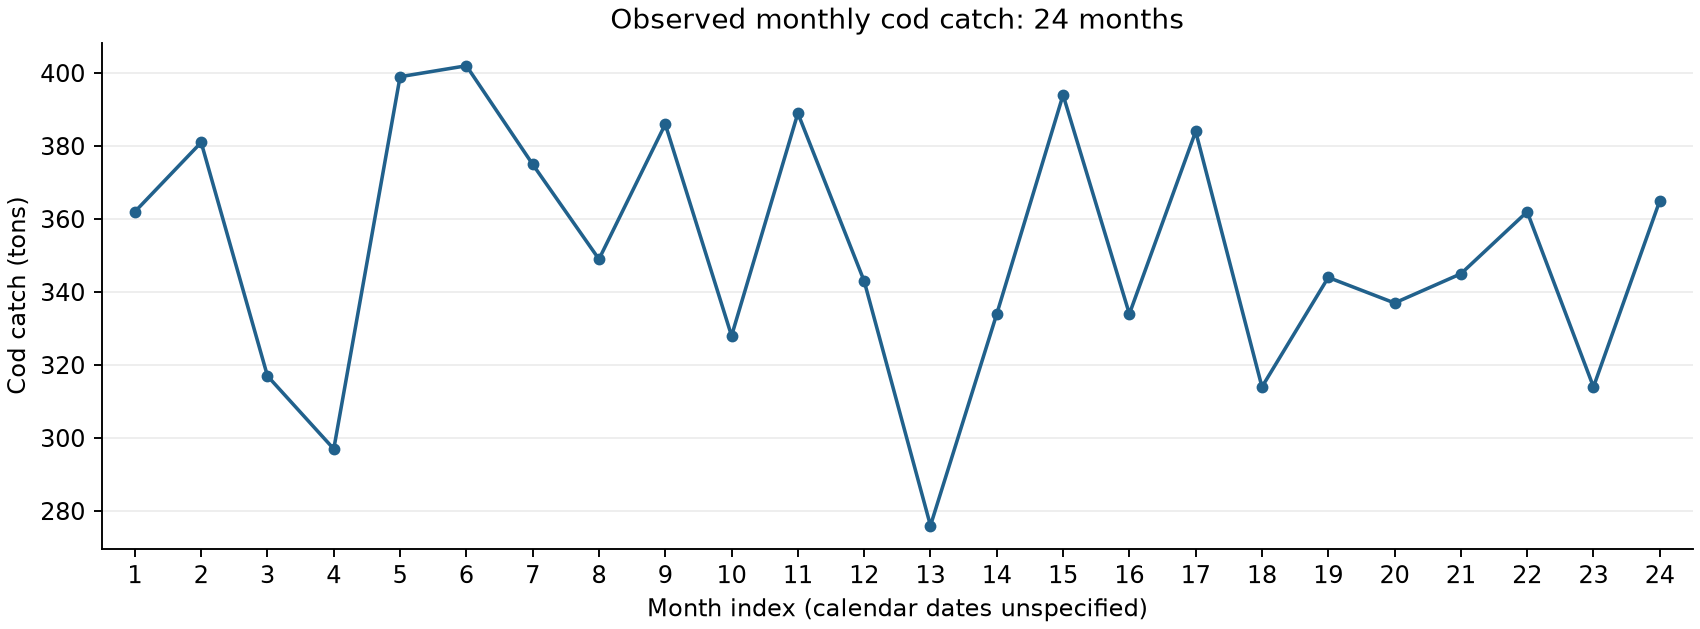 Observed monthly cod catch: 24 months
Cod catch (tons)
400
380
360
340
320
300
280
1 2 3 4 5 6 7 8 9 10 11 12 13 14 15 16 17 18 19 20 21 22 23 24
Month index (calendar dates unspecified)